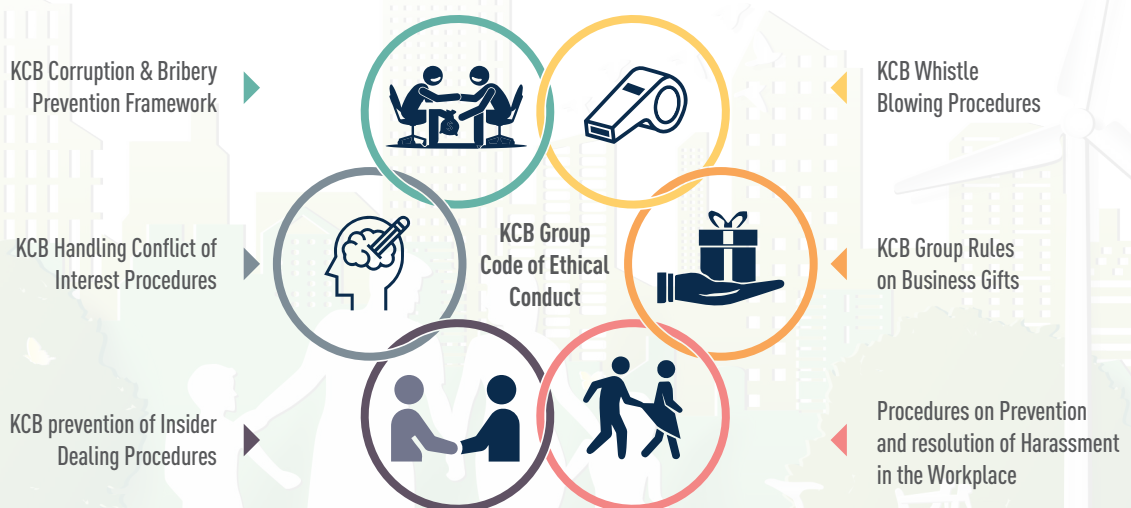 KCB Corruption & Bribery
Prevention Framework
KCB Whistle
Blowing Procedures
KCB Handling Conflict of
Interest Procedures
KCB Group
Code of Ethical
Conduct
KCB Group Rules
on Business Gifts
KCB prevention of Insider
Dealing Procedures
Procedures on Prevention
and resolution of Harassment
in the Workplace